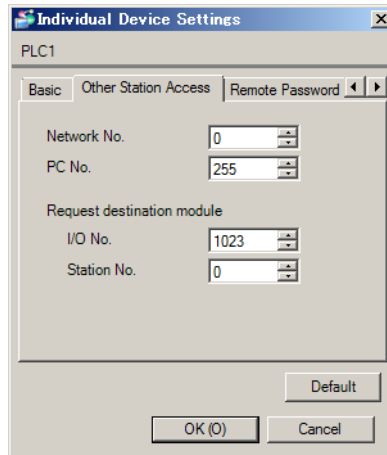 Individual Device Settings
PLC1
Basic Other Station Access Remote Password
Network No. 0
PC No. 255
Request destination module
I/O No. 1023
Station No. 0
Default
OK (O) Cancel